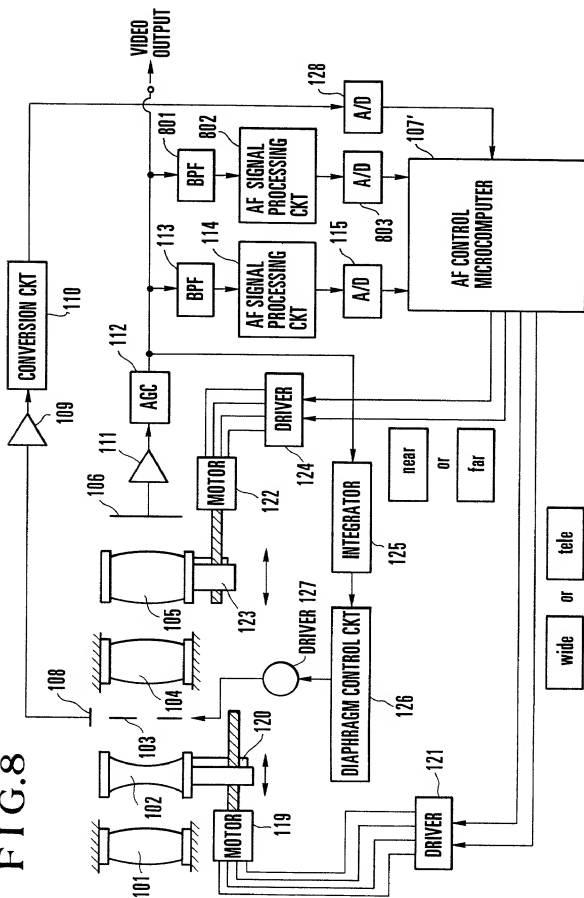 FIG.8
101
102
103
104
105
106
108
109
CONVERSION CKT
110
111
AGC
112
VIDEO
OUTPUT
BPF
113
BPF
801
AF SIGNAL
PROCESSING
CKT
114
AF SIGNAL
PROCESSING
CKT
802
A/D
115
A/D
803
A/D
128
AF CONTROL
MICROCOMPUTER
107'
MOTOR
119
120
MOTOR
122
123
DRIVER
124
INTEGRATOR
125
DIAPHRAGM CONTROL CKT
126
DRIVER 127
DRIVER
121
near
or
far
wide
or
tele